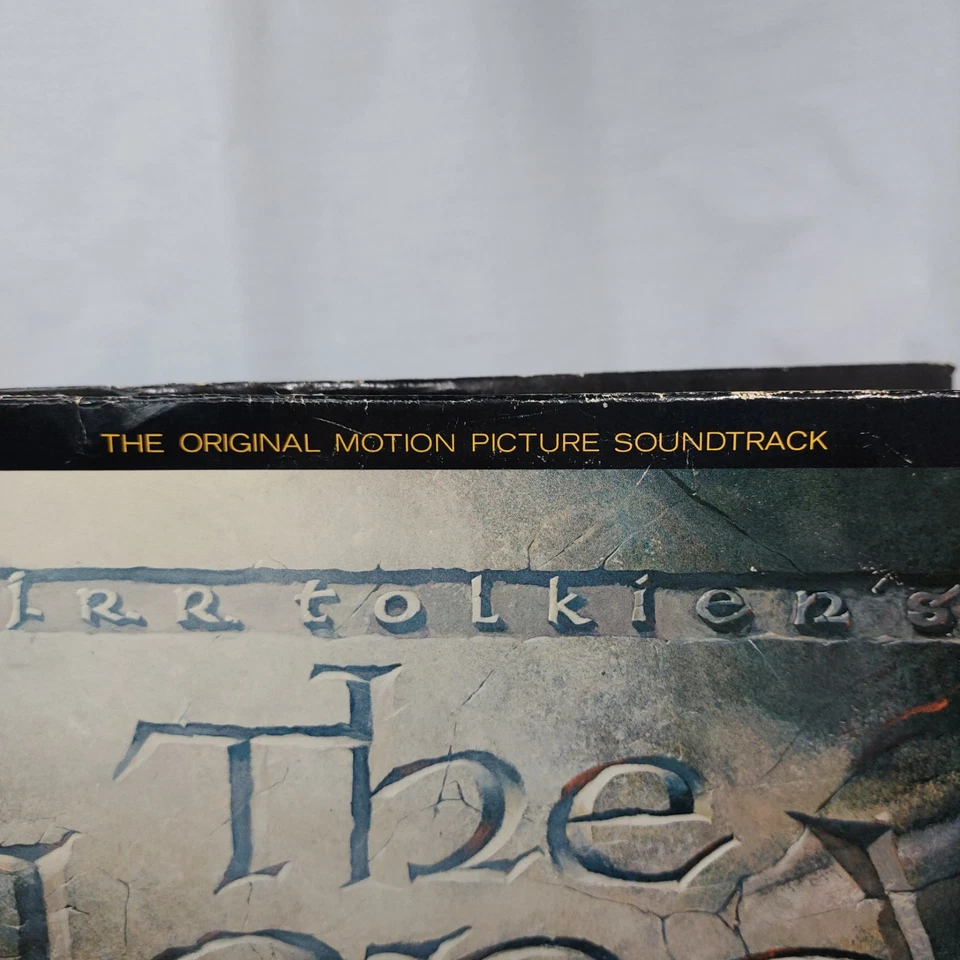 THE ORIGINAL MOTION PICTURE SOUNDTRACK
j.R.R. tolkien's
The